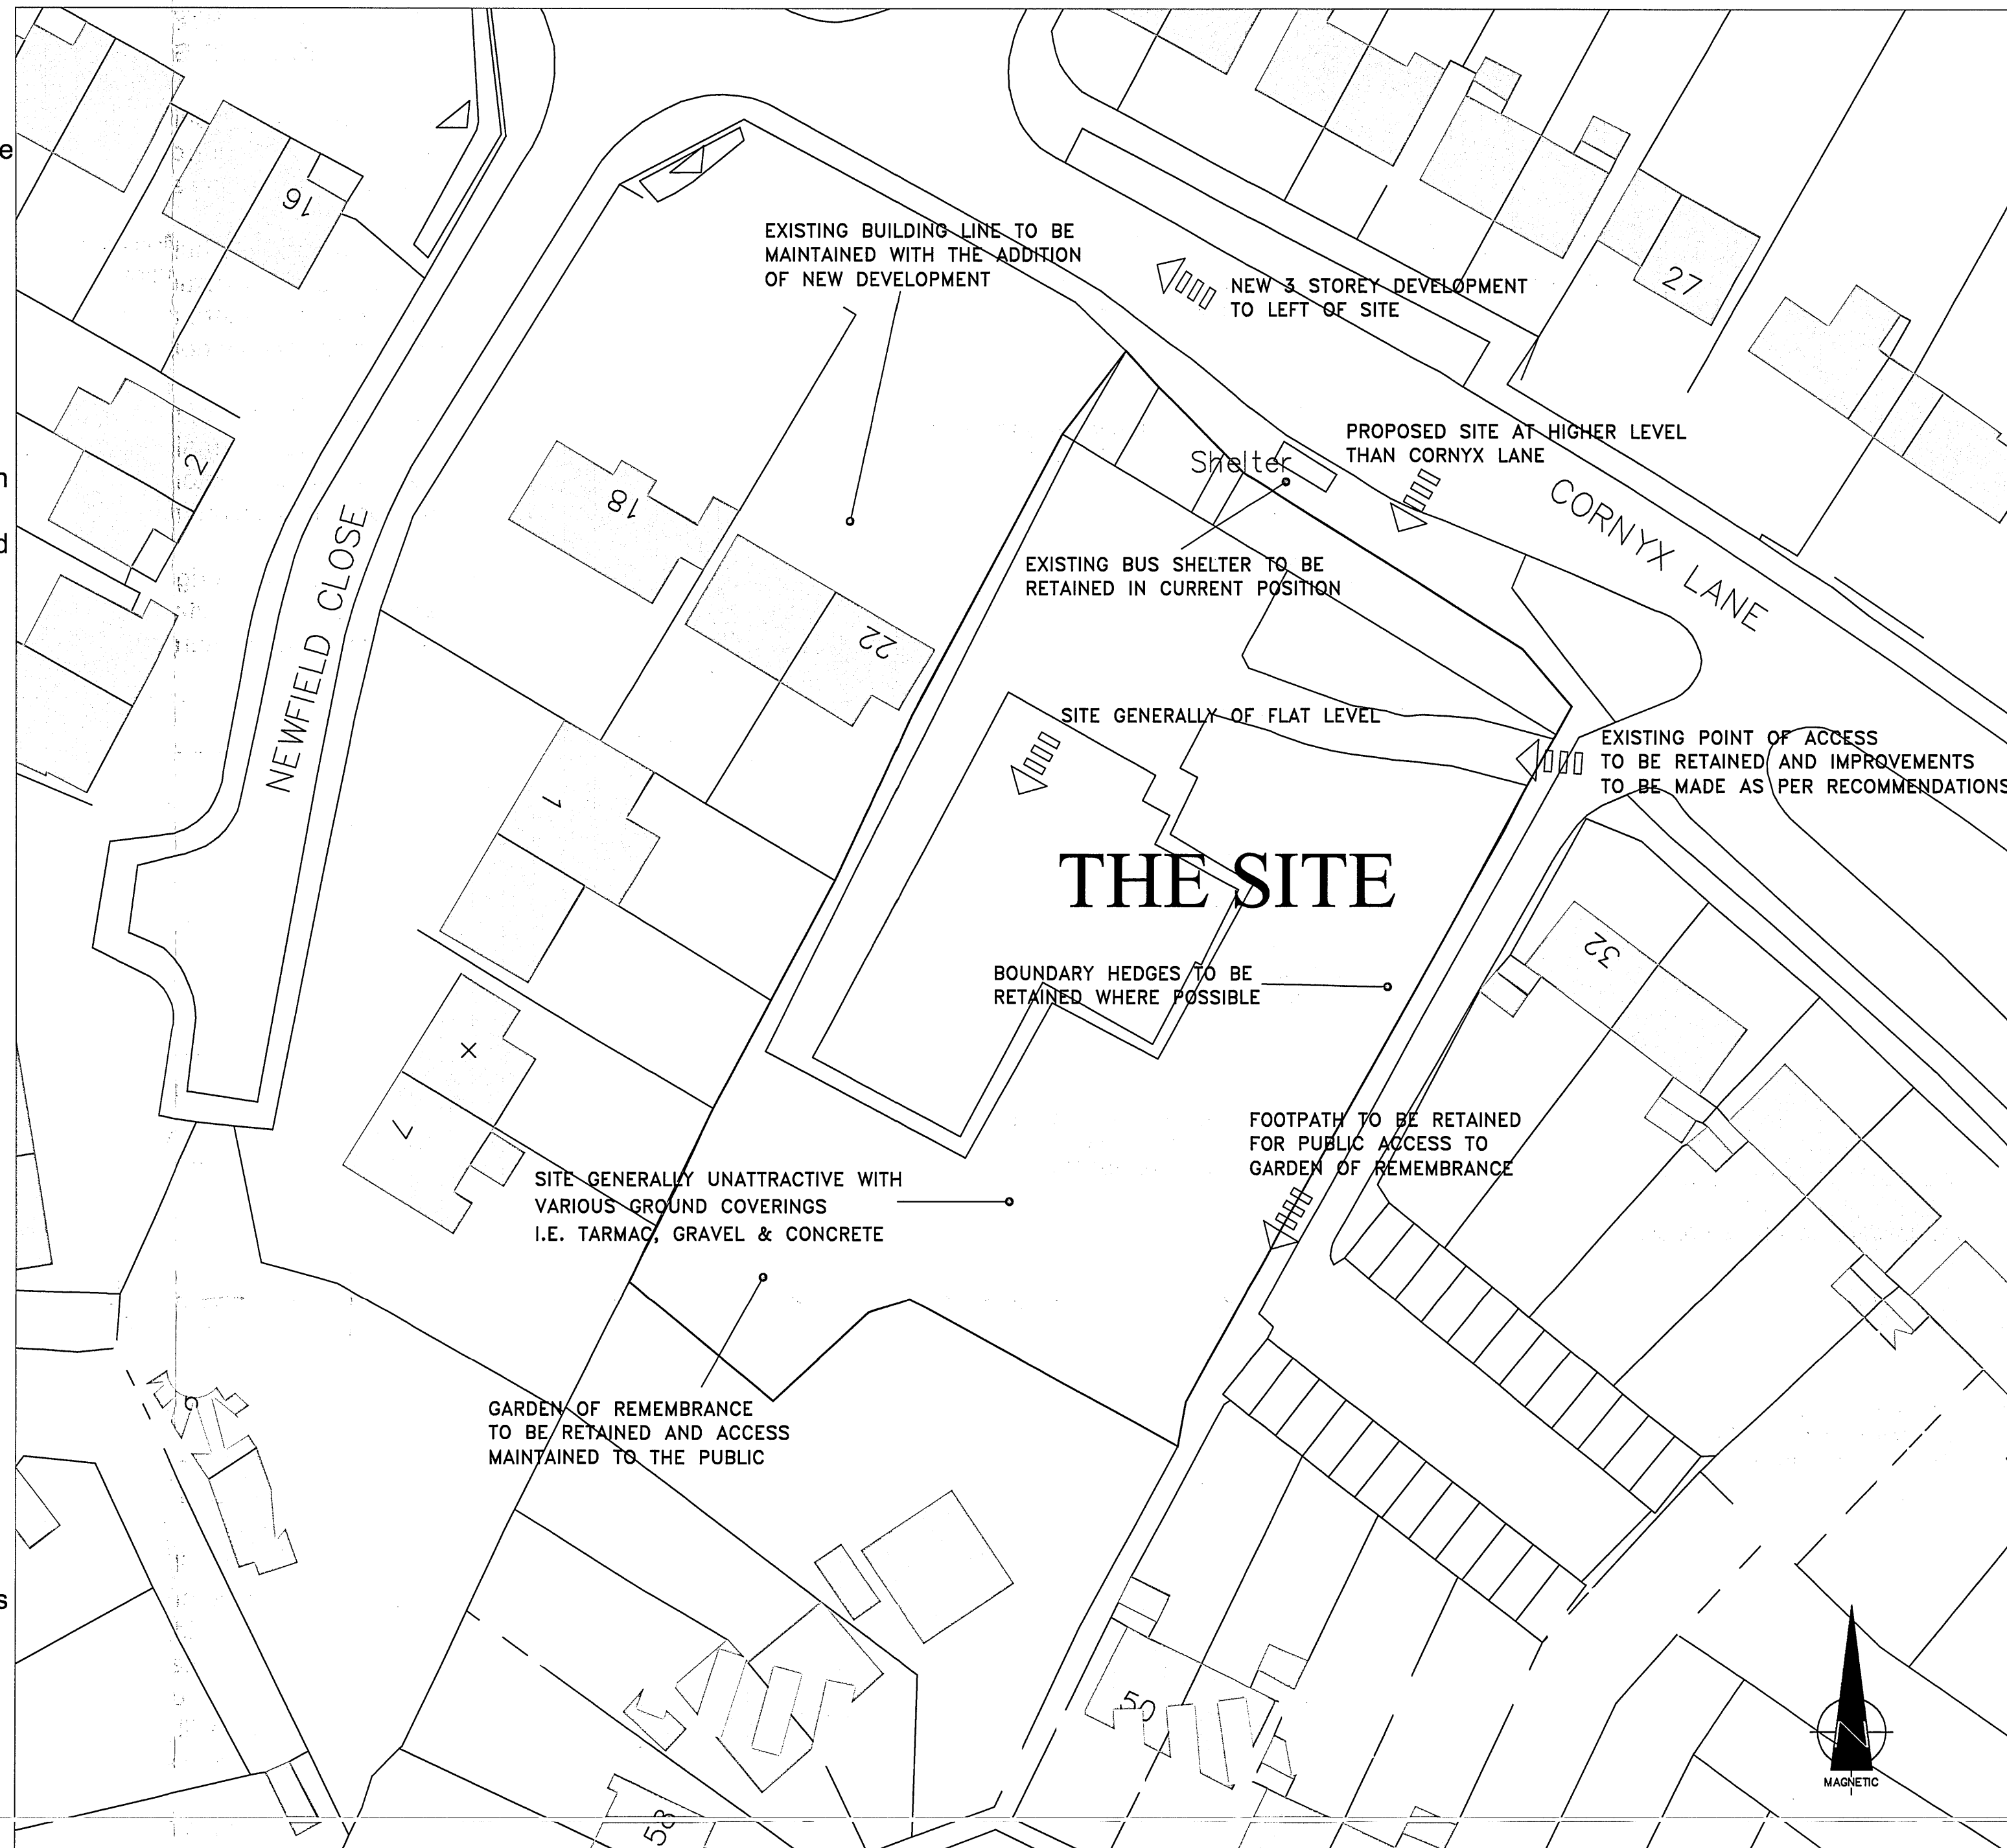 e
16
EXISTING BUILDING LINE TO BE
MAINTAINED WITH THE ADDITION
OF NEW DEVELOPMENT
NEW 3 STOREY DEVELOPMENT
TO LEFT OF SITE
27
2
18
NEWFIELD CLOSE
PROPOSED SITE AT HIGHER LEVEL
THAN CORNYX LANE
Shelter
CORNYX LANE
n
d
EXISTING BUS SHELTER TO BE
RETAINED IN CURRENT POSITION
22
SITE GENERALLY OF FLAT LEVEL
EXISTING POINT OF ACCESS
TO BE RETAINED AND IMPROVEMENTS
TO BE MADE AS PER RECOMMENDATIONS
1
THE SITE
32
BOUNDARY HEDGES TO BE
RETAINED WHERE POSSIBLE
7
FOOTPATH TO BE RETAINED
FOR PUBLIC ACCESS TO
GARDEN OF REMEMBRANCE
SITE GENERALLY UNATTRACTIVE WITH
VARIOUS GROUND COVERINGS
I.E. TARMAC, GRAVEL & CONCRETE
GARDEN OF REMEMBRANCE
TO BE RETAINED AND ACCESS
MAINTAINED TO THE PUBLIC
s
50
58
N
MAGNETIC